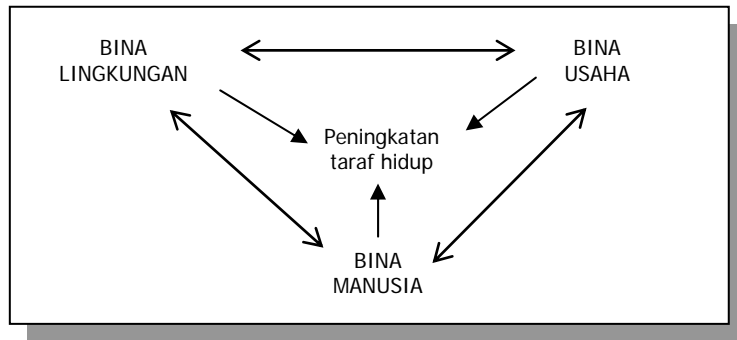 BINA
LINGKUNGAN
BINA
USAHA
Peningkatan
taraf hidup
BINA
MANUSIA